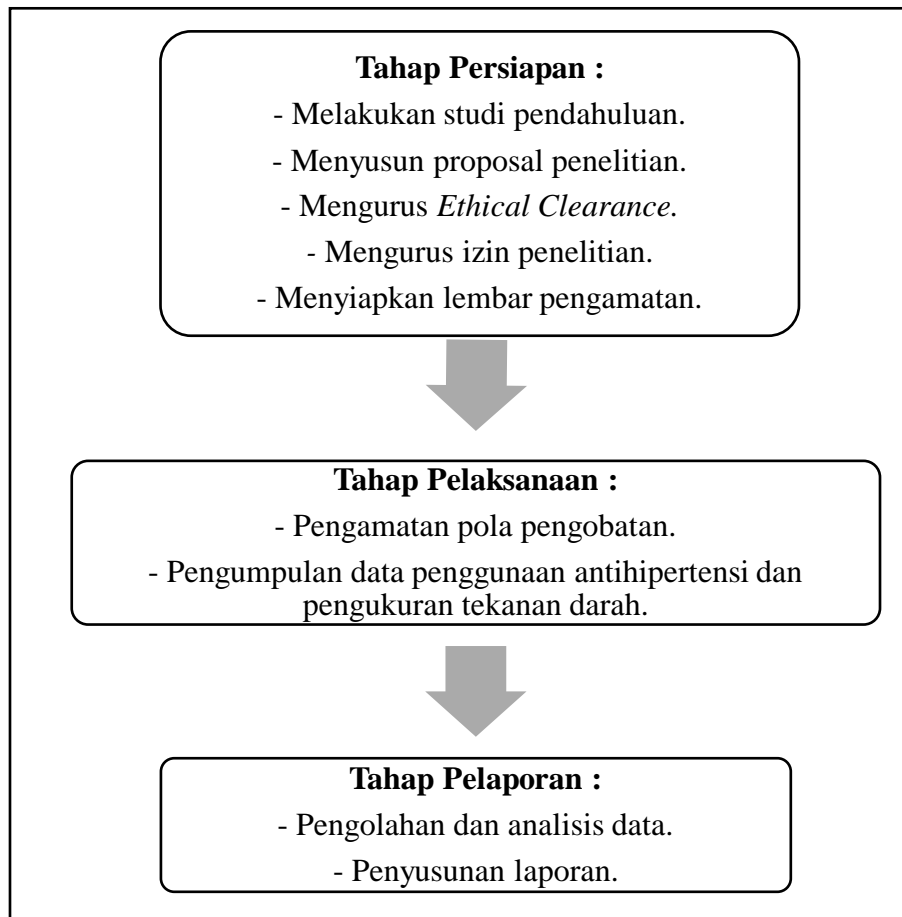 Tahap Persiapan :
- Melakukan studi pendahuluan.
- Menyusun proposal penelitian.
- Mengurus Ethical Clearance.
- Mengurus izin penelitian.
- Menyiapkan lembar pengamatan.
Tahap Pelaksanaan :
- Pengamatan pola pengobatan.
- Pengumpulan data penggunaan antihipertensi dan
pengukuran tekanan darah.
Tahap Pelaporan :
- Pengolahan dan analisis data.
- Penyusunan laporan.